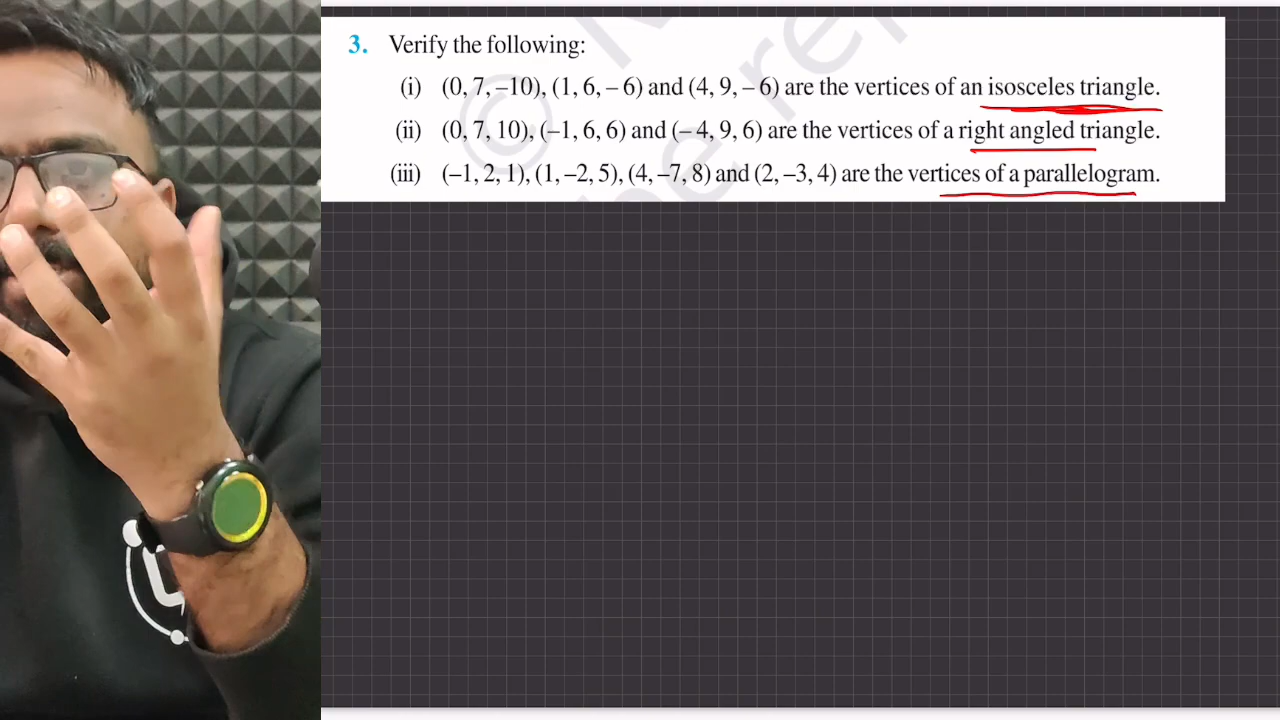 3. Verify the following:
(i) (0, 7, –10), (1, 6, – 6) and (4, 9, – 6) are the vertices of an isosceles triangle.
(ii) (0, 7, 10), (–1, 6, 6) and (– 4, 9, 6) are the vertices of a right angled triangle.
(iii) (–1, 2, 1), (1, –2, 5), (4, –7, 8) and (2, –3, 4) are the vertices of a parallelogram.